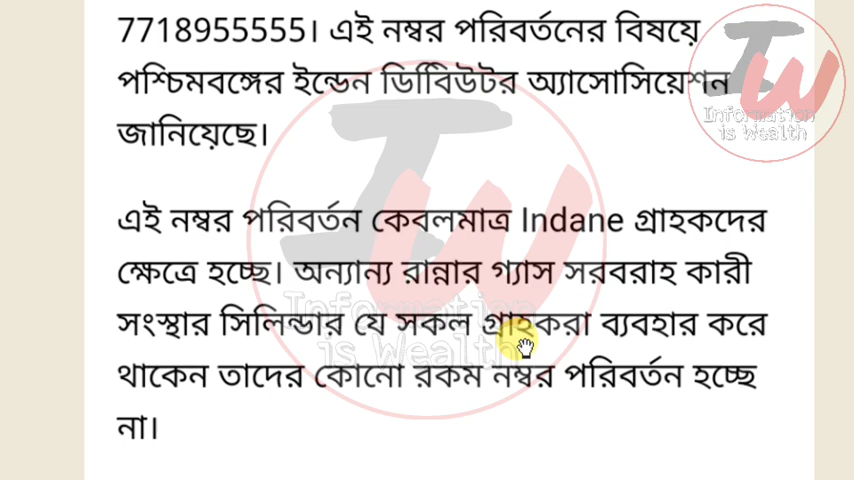 7718955555। এই নম্বর পরিবর্তনের বিষয়ে
পশ্চিমবঙ্গের ইন্ডেন ডিবিিউটর অ্যাসোসিয়েশন
জানিয়েছে।
এই নম্বর পরিবর্তন কেবলমাত্র Indane গ্রাহকদের
ক্ষেত্রে হচ্ছে। অন্যান্য রান্নার গ্যাস সরবরাহ কারী
সংস্থার সিলিন্ডার যে সকল গ্রাহকরা ব্যবহার করে
থাকেন তাদের কোনো রকম নম্বর পরিবর্তন হচ্ছে
না।
IW
Information
is Wealth
IW
Information
is Wealth